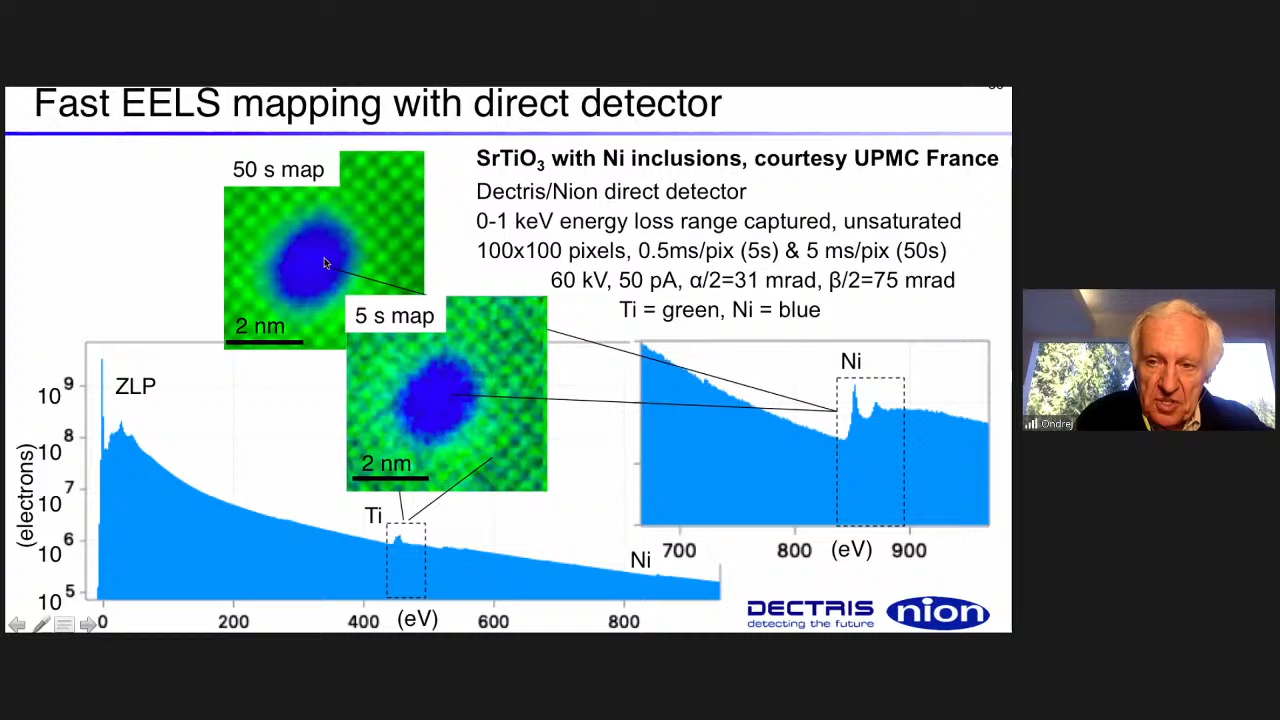 Fast EELS mapping with direct detector
50 s map
2 nm
5 s map
2 nm
SrTiO3 with Ni inclusions, courtesy UPMC France
Dectris/Nion direct detector
0-1 keV energy loss range captured, unsaturated
100x100 pixels, 0.5ms/pix (5s) & 5 ms/pix (50s)
60 kV, 50 pA, α/2=31 mrad, β/2=75 mrad
Ti = green, Ni = blue
ZLP
10 9
10 8
10 7
10 6
10 5
(electrons)
Ti
Ni
0 200 400 (eV) 600 800
Ni
700 800 (eV) 900
DECTRIS
detecting the future
nion
Ondrej